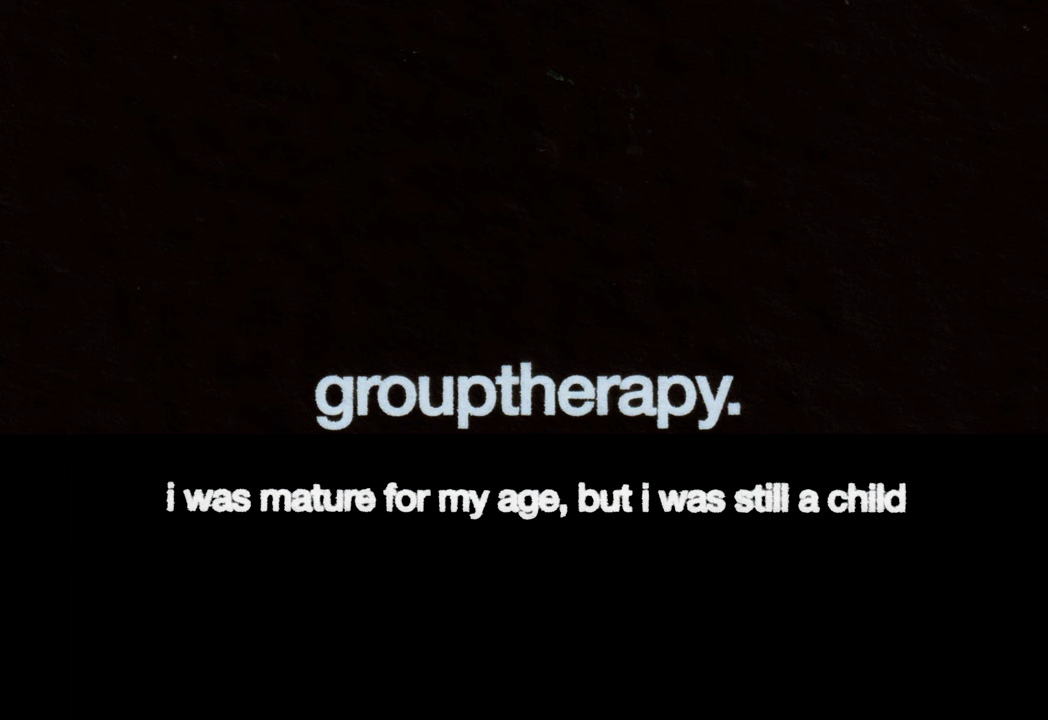 grouptherapy.
i was mature for my age, but i was still a child